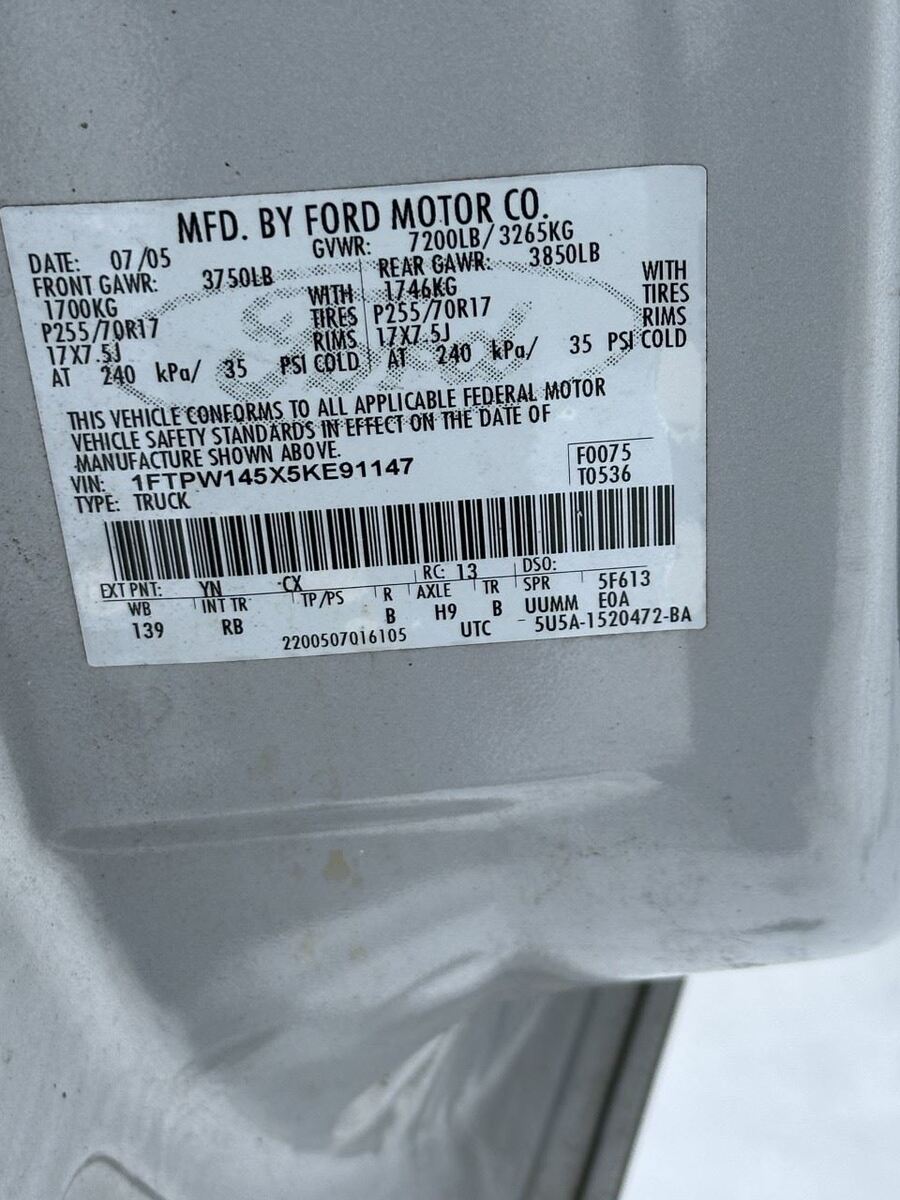 MFD. BY FORD MOTOR CO.
DATE: 07/05 GVWR: 7200LB/3265KG
FRONT GAWR: 3750LB REAR GAWR: 3850LB
1700KG WITH 1746KG WITH
P255/70R17 TIRES P255/70R17 TIRES
17X7.5J RIMS 17X7.5J RIMS
AT 240 kPa/ 35 PSI COLD AT 240 kPa/ 35 PSI COLD
Ford
THIS VEHICLE CONFORMS TO ALL APPLICABLE FEDERAL MOTOR
VEHICLE SAFETY STANDARDS IN EFFECT ON THE DATE OF
MANUFACTURE SHOWN ABOVE.
VIN: 1FTPW145X5KE91147 F0075
TYPE: TRUCK T0536
EXT PNT: YN CX RC: 13 DSO:
WB INT TR TP/PS R AXLE TR SPR 5F613
139 RB B H9 B UUMM E0A
2200507016105 UTC 5U5A-1520472-BA